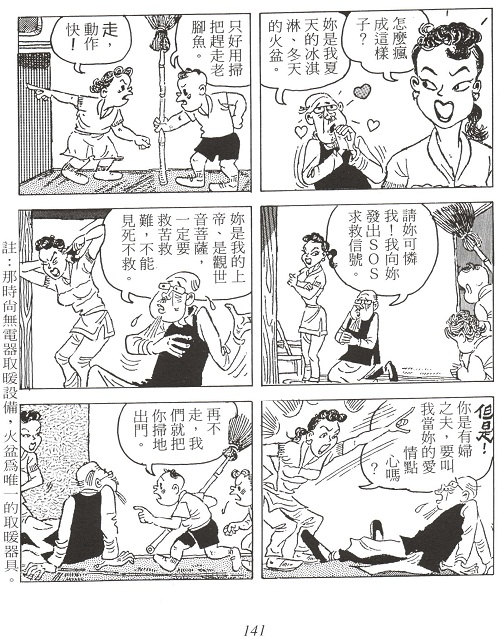 怎麼瘋
成這樣
子？
妳是我夏
天的冰淇
淋、冬天
的火盆。
只好用掃
把趕走老
腳魚。
走，
動作
快！
請妳可憐
我！我向妳
發出SOS
求救信號。
妳是我的上
帝、是觀世
音菩薩，
一定要
救苦救
難，不能
見死不救。
但是！
你是有婦
之夫，要叫
我當妳的愛
情點
心嗎
？
再不
走，我
們就把
你掃地
出門。
註：那時尚無電器取暖設備，火盆爲唯一的取暖器具。
141